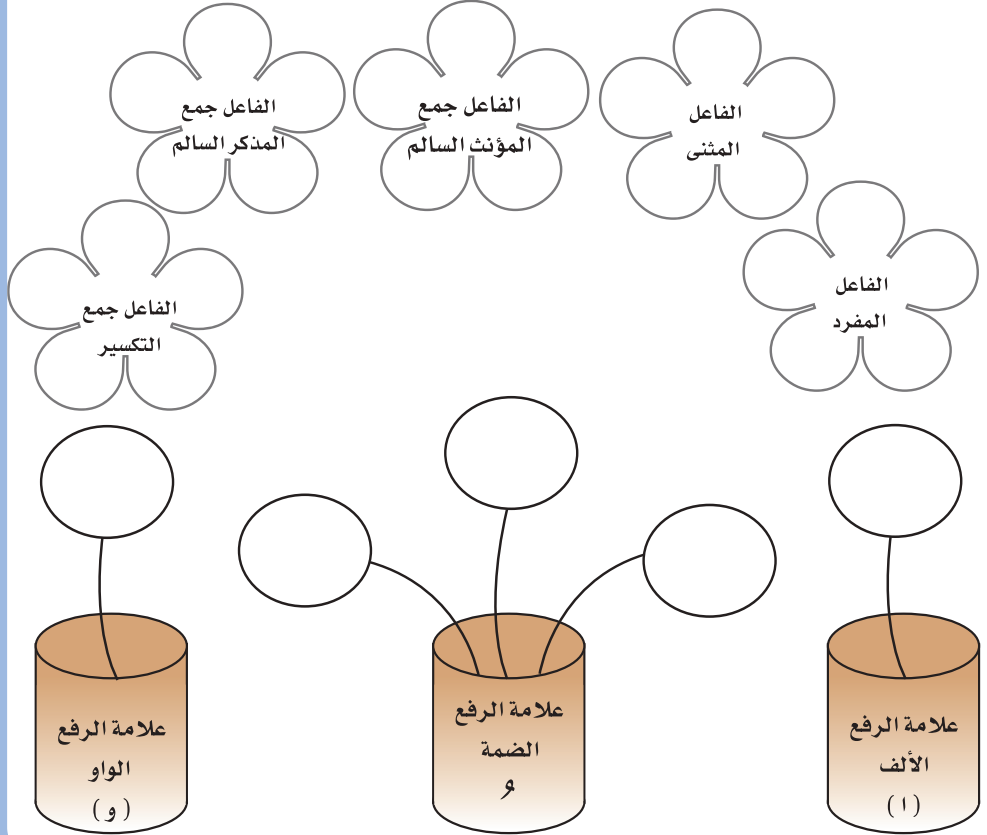 الفاعل
المفرد
الفاعل
المثنى
الفاعل جمع
المؤنث السالم
الفاعل جمع
المذكر السالم
الفاعل جمع
التكسير
علامة الرفع
الألف
( ا )
علامة الرفع
الضمة
ـُ
علامة الرفع
الواو
( و )